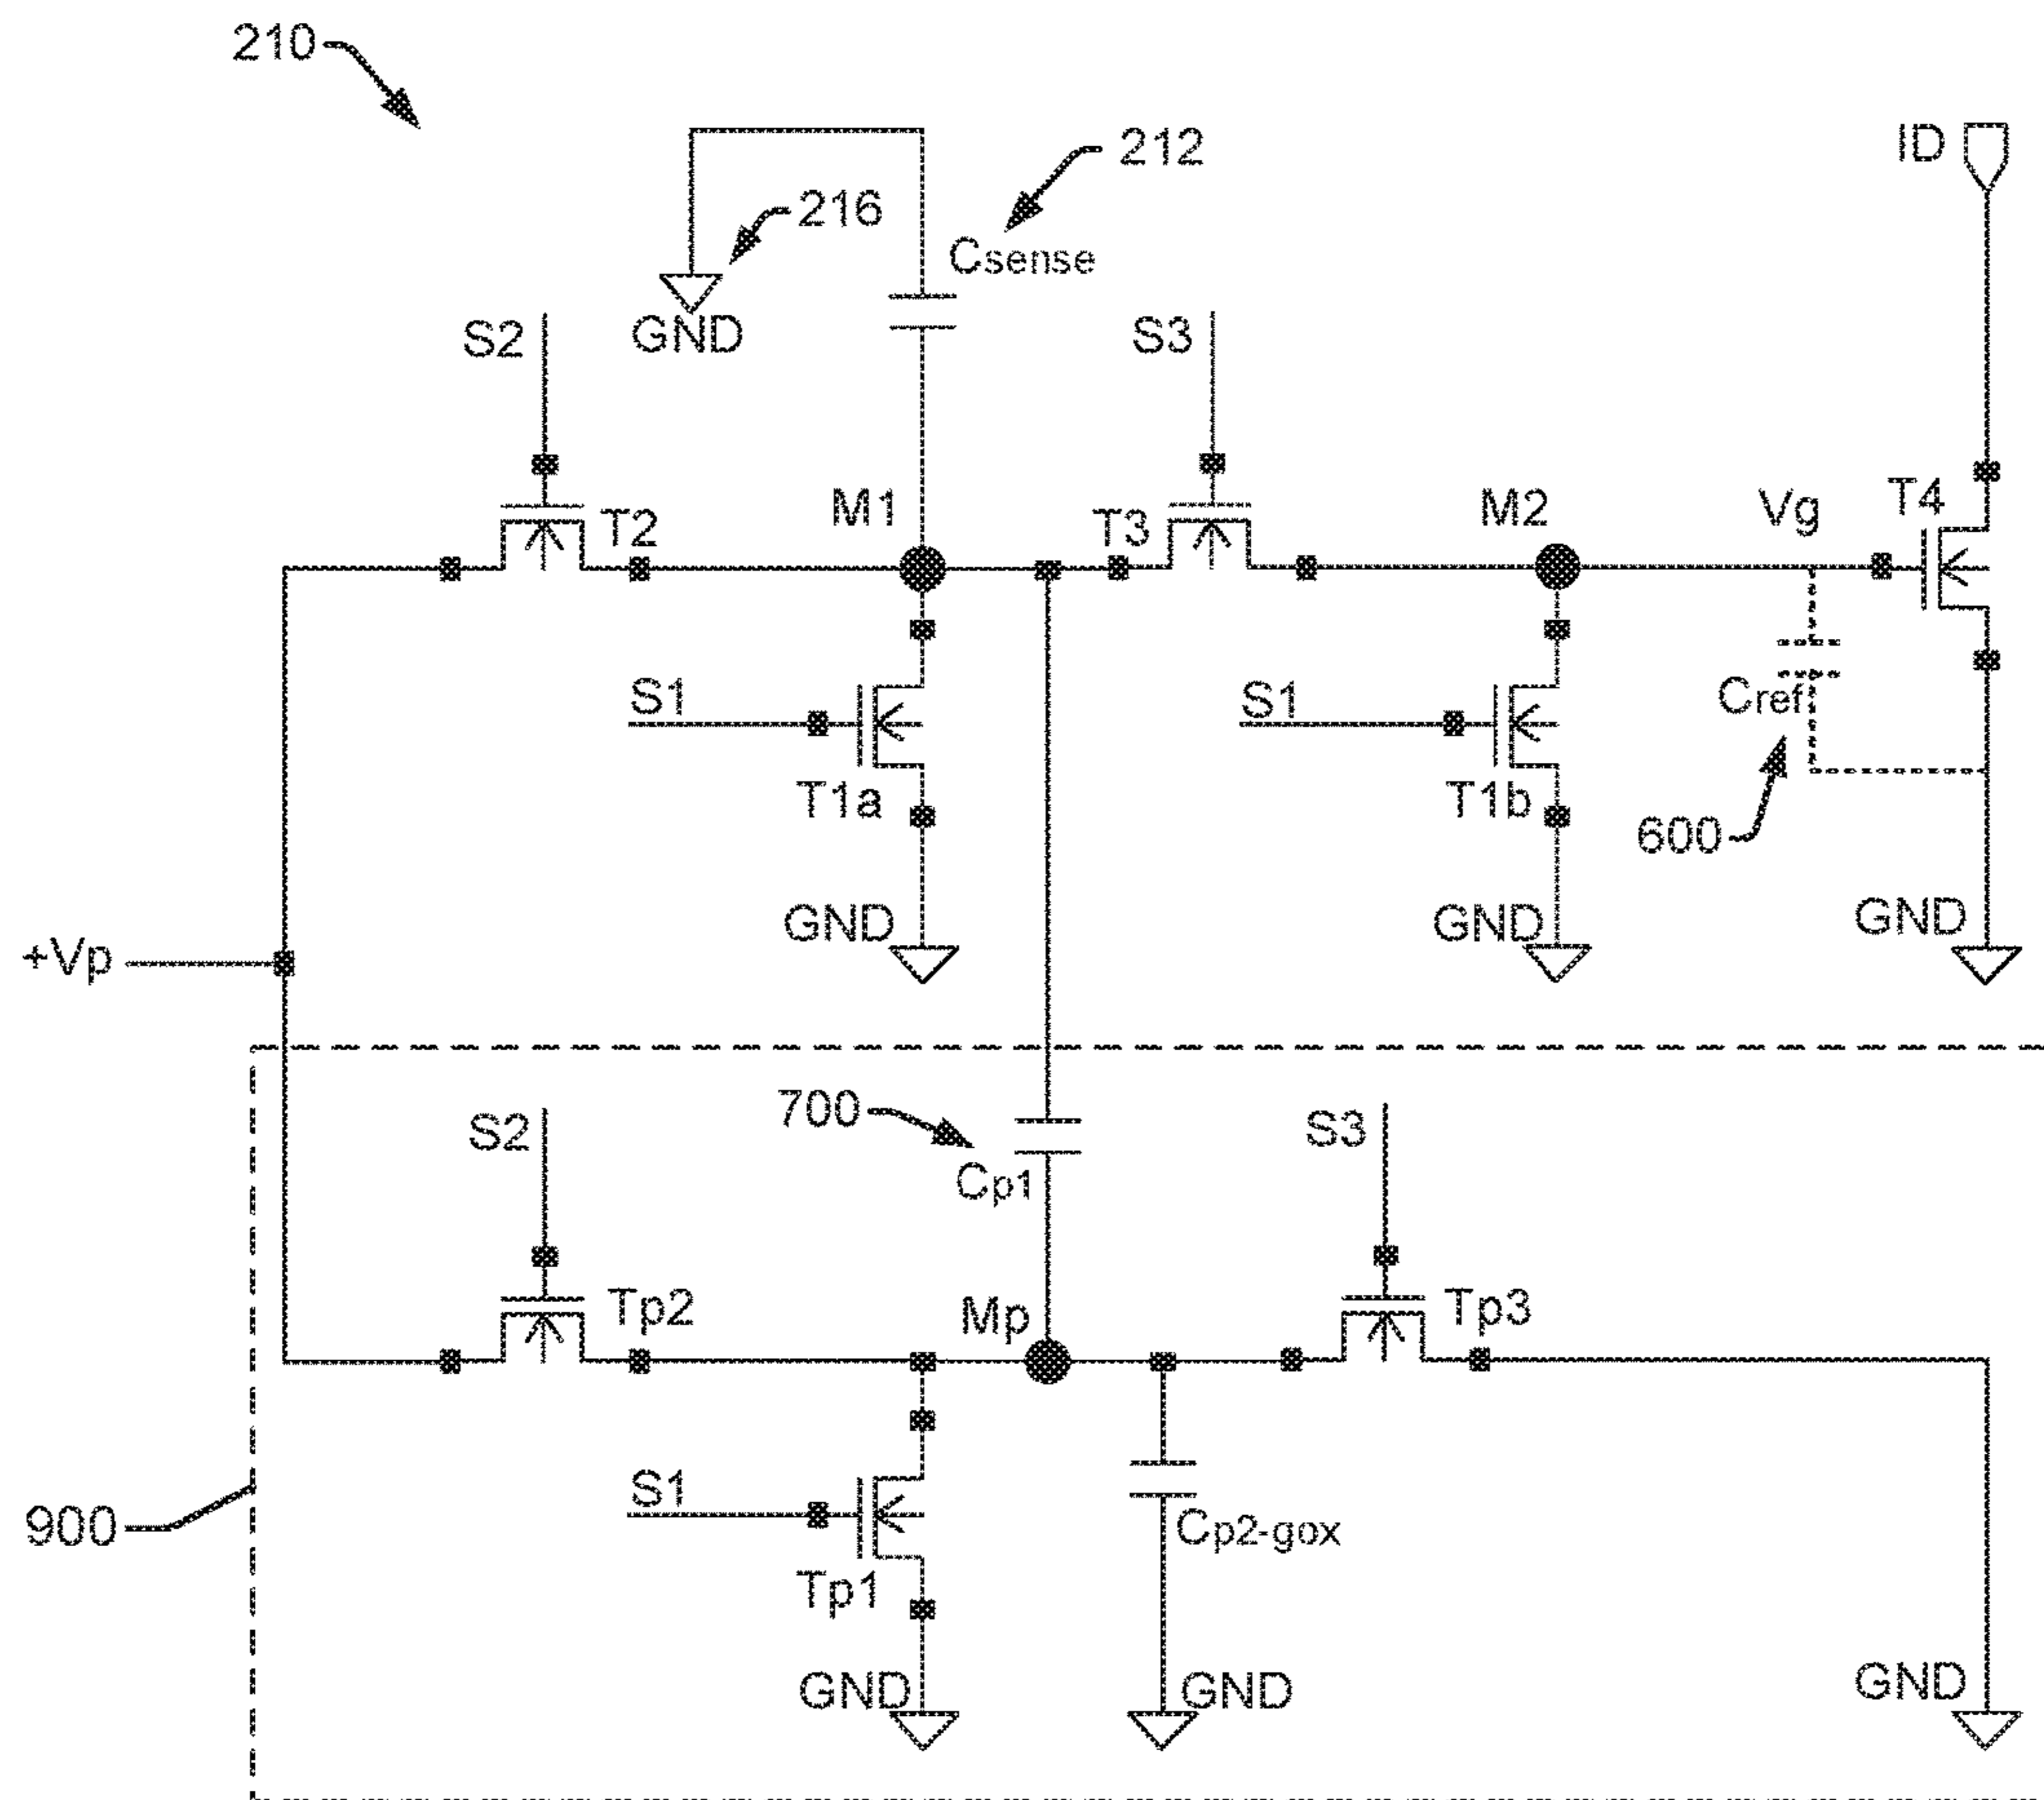 210
212
ID
216
Csense
S2
GND
S3
T2
M1
T3
M2
Vg
T4
S1
S1
Cref
T1a
T1b
600
GND
GND
GND
+Vp
700
S2
S3
Cp1
Tp2
Mp
Tp3
S1
900
Cp2-gox
Tp1
GND
GND
GND